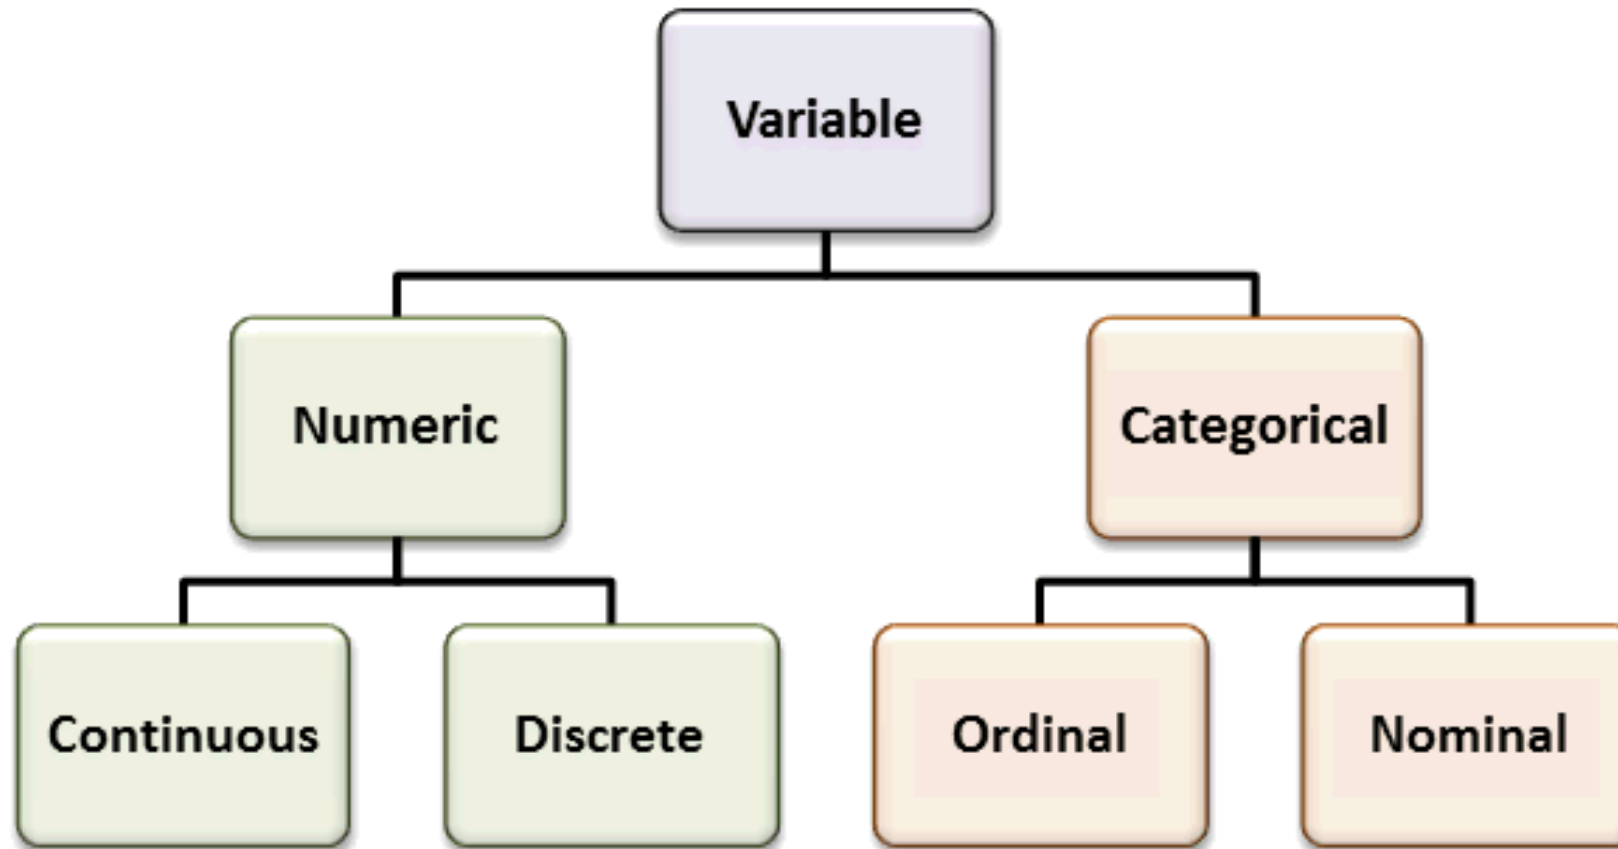 Variable
Numeric
Categorical
Continuous
Discrete
Ordinal
Nominal